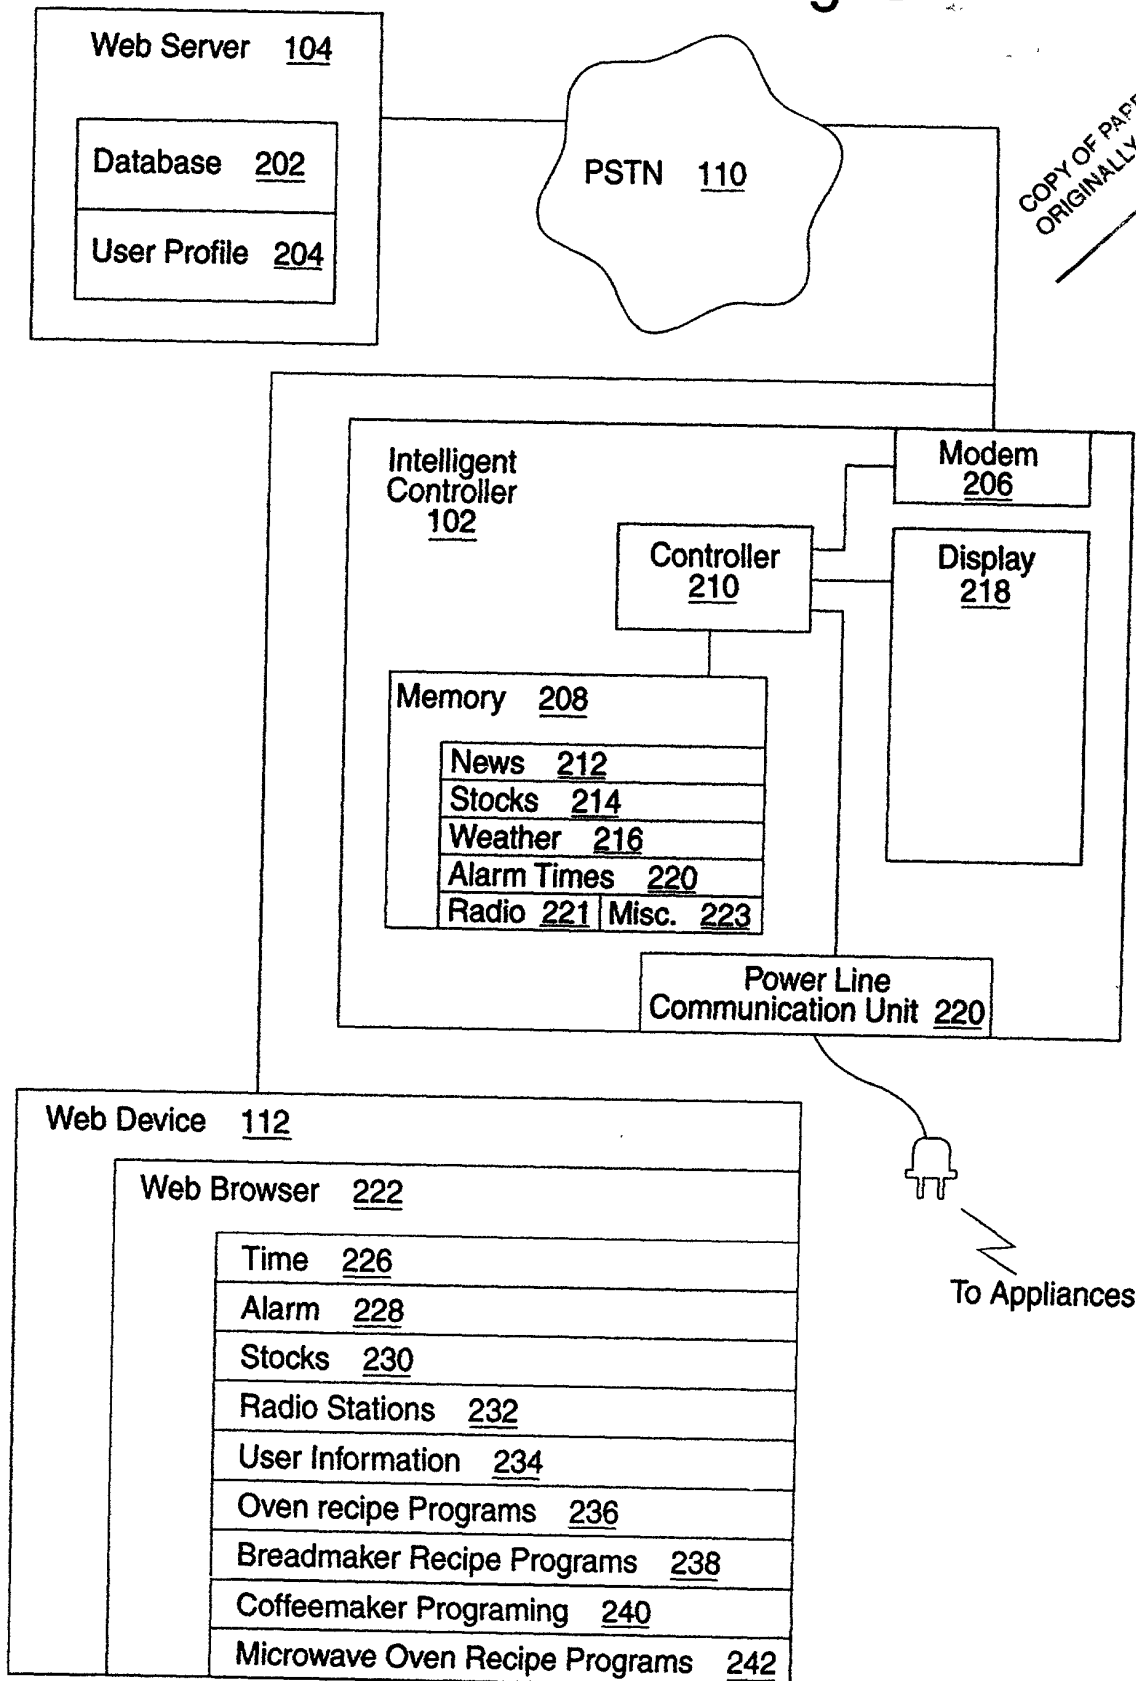 Web Server 104
Database 202
User Profile 204
PSTN 110
COPY OF
ORIGINALLY
Intelligent
Controller
102
Modem
206
Controller
210
Display
218
Memory 208
News 212
Stocks 214
Weather 216
Alarm Times 220
Radio 221 Misc. 223
Power Line
Communication Unit 220
Web Device 112
Web Browser 222
Time 226
Alarm 228
Stocks 230
Radio Stations 232
User Information 234
Oven recipe Programs 236
Breadmaker Recipe Programs 238
Coffeemaker Programing 240
Microwave Oven Recipe Programs 242
To Appliances